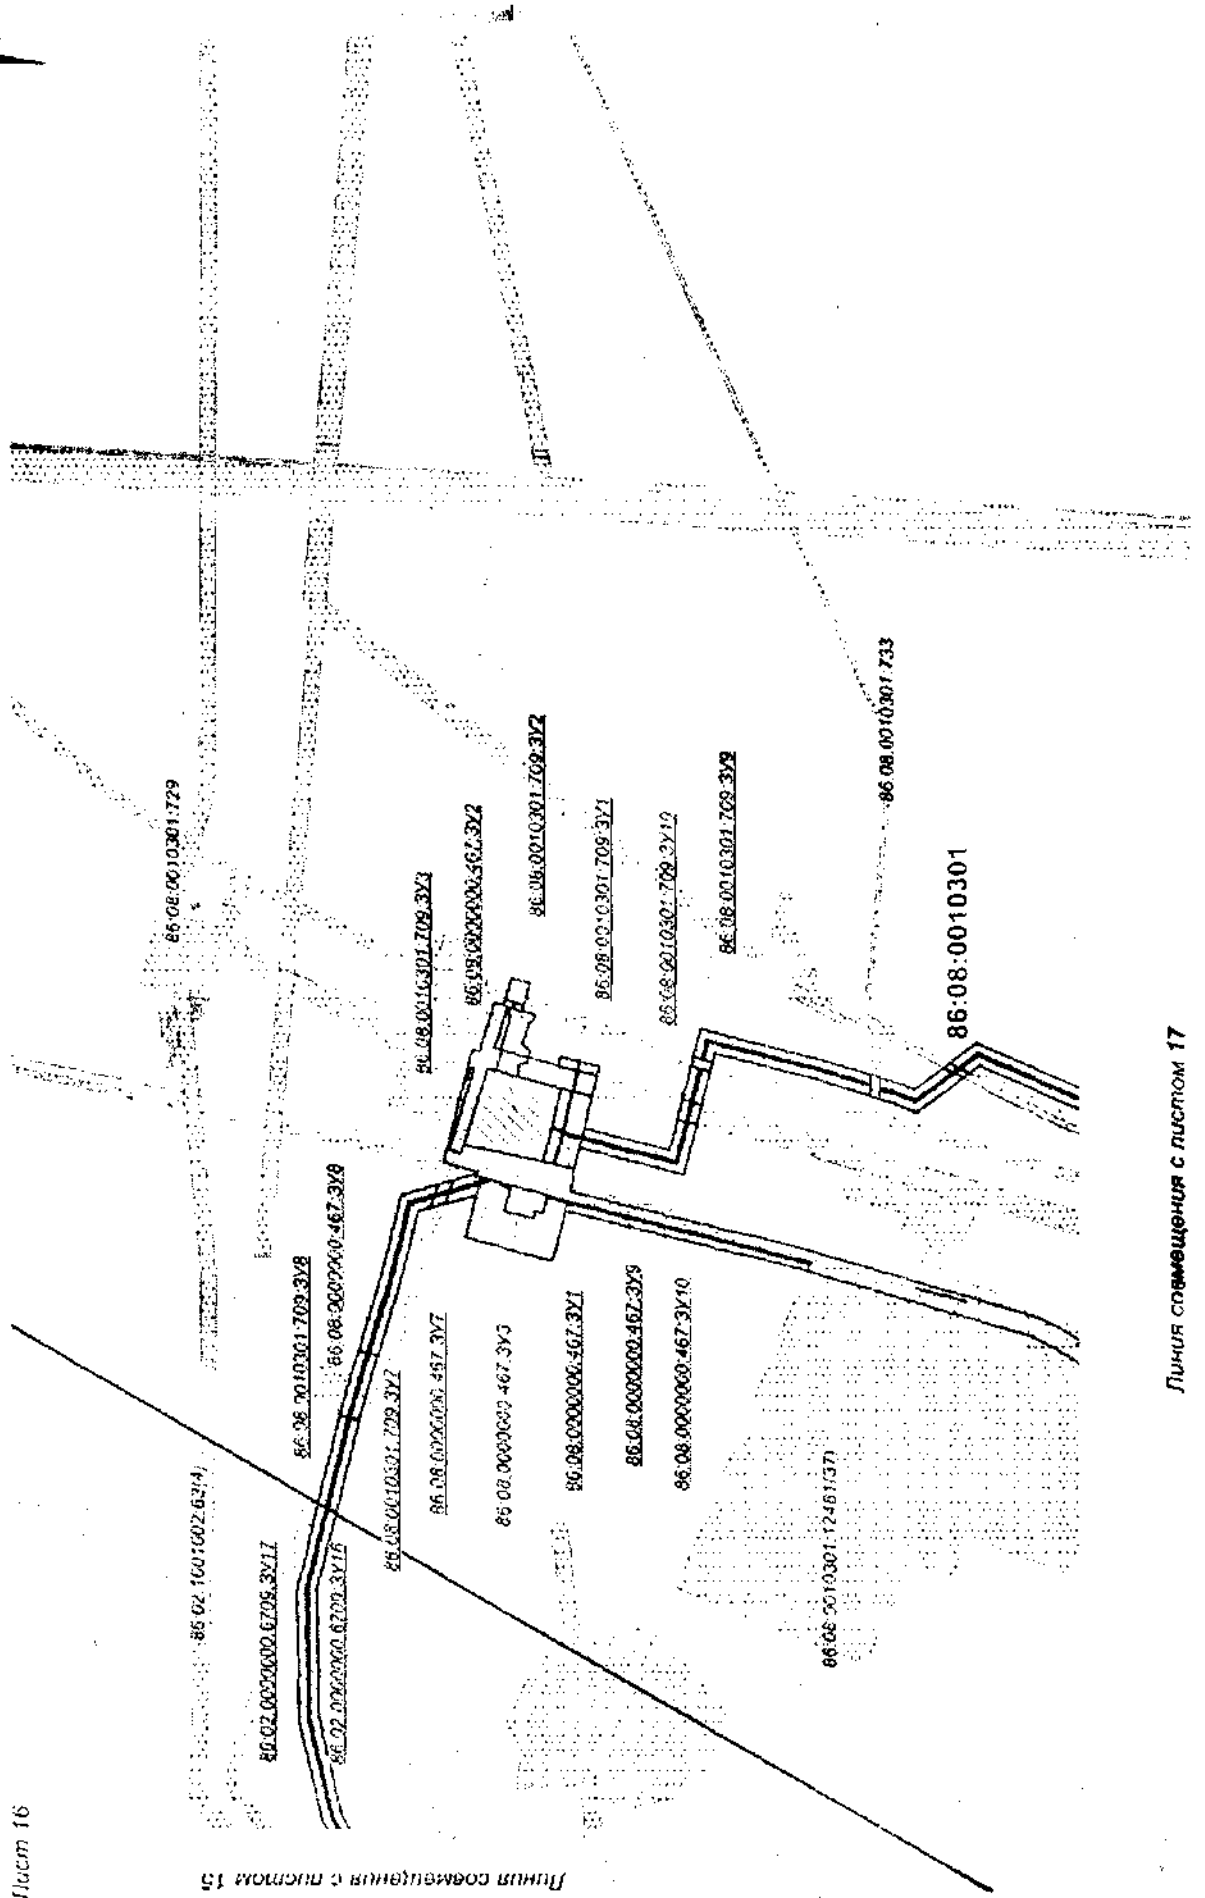 Лист 16
Линия совмещения с листом 15
86:02:1001002:63(4)
86:02:0000000:6709:ЗУ17
86:02:0000000:6709:ЗУ16
86:08:0010301:729
86:08:0010301:709:ЗУ8
86:08:0000000:467:ЗУ8
86:08:0010301:709:ЗУ7
86:08:0010301:709:ЗУ3
86:08:0000000:467:ЗУ7
86:08:0000000:467:ЗУ2
86:08:0000000:467:ЗУ3
86:08:0010301:709:ЗУ2
86:08:0000000:467:ЗУ1
86:08:0010301:709:ЗУ1
86:08:0000000:467:ЗУ9
86:08:0010301:709:ЗУ10
86:08:0000000:467:ЗУ10
86:08:0010301:709:ЗУ9
86:08:0010301:12481(37)
86:08:0010301:733
86:08:0010301
Линия совмещения с листом 17